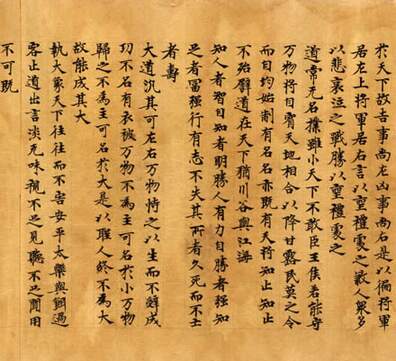 於天下故吉事尚左凶事尚右是以偏將軍
居左上將軍居右言以喪禮處之煞人眾多
以悲哀泣之戰勝以喪禮處之
道常无名樸雖小天下不敢臣王侯若能守
万物將自賓天地相合以降甘露民莫之令
而自均始制有名名亦既有天將知止知止
不殆譬道在天下猶川谷與江海
知人者智自知者明勝人有力自勝者強知
足者富強行有志不失其所者久死而不亡
者壽
大道汎其可左右万物恃之以生而不辭成
功不名有衣被万物不為主可名於小万物
歸之不為主可名於大是以聖人終不為大
故能成其大
執大象天下往往而不害安平太樂與餌過
客止道出言淡无味視不足見聽不足聞用
不可既